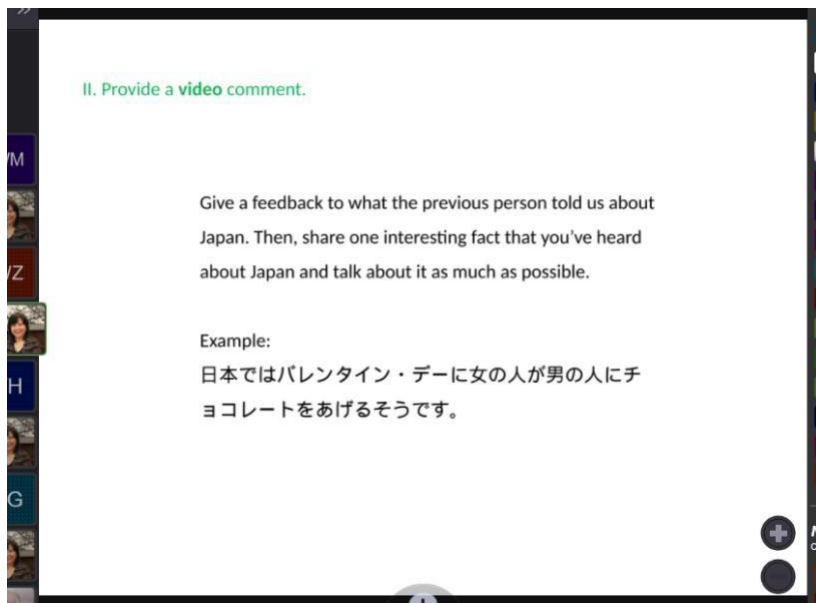 II. Provide a video comment.
Give a feedback to what the previous person told us about
Japan. Then, share one interesting fact that you’ve heard
about Japan and talk about it as much as possible.
Example:
日本ではバレンタイン・デーに女の人が男の人にチ
ョコレートをあげるそうです。
M
Z
H
G